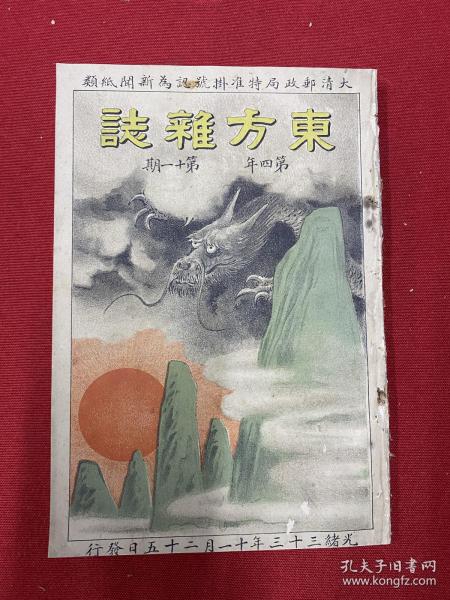 大清郵政局特准掛號認為新聞紙類
東方雜誌
第四年 第十一期
光緒三十三年十一月二十五日發行
孔夫子旧书网
book.kongfz.com